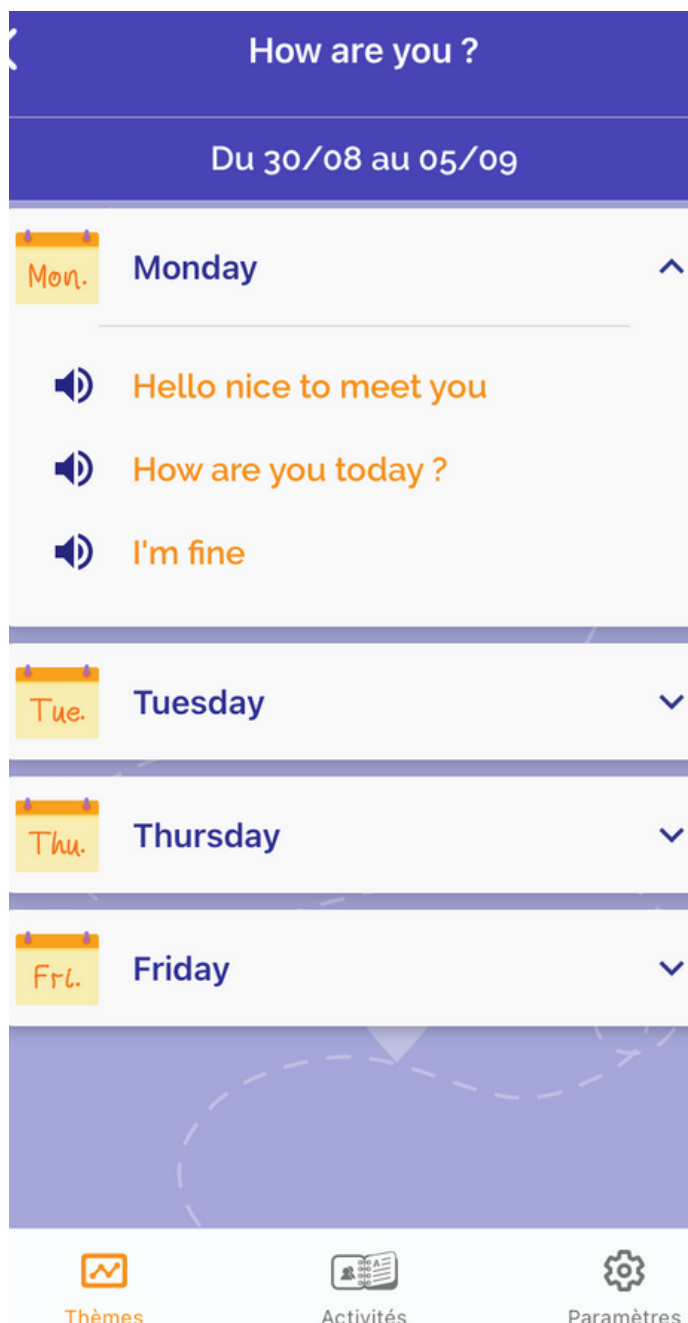 How are you ?
Du 30/08 au 05/09
Mon.
Monday
Hello nice to meet you
How are you today ?
I'm fine
Tue.
Tuesday
Thu.
Thursday
Fri.
Friday
Thèmes
Activités
Paramètres